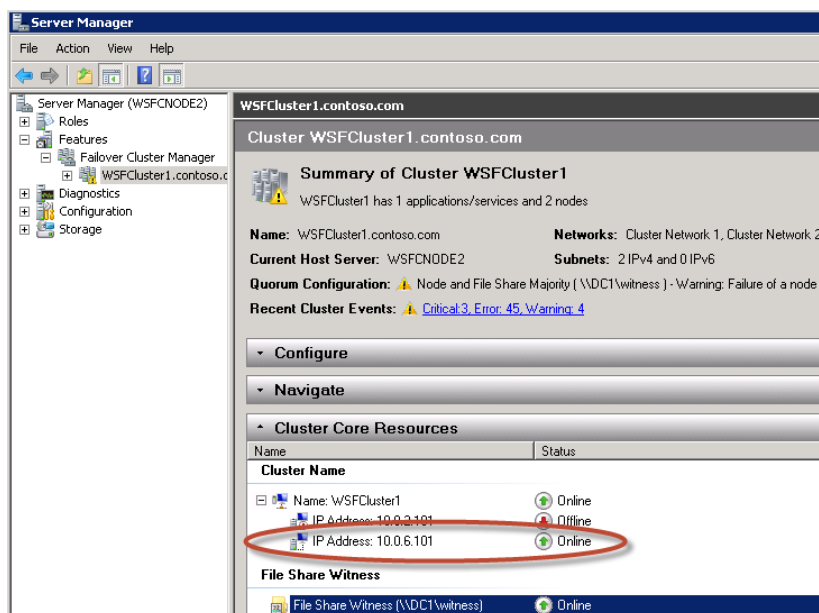 Server Manager
File Action View Help
Server Manager (WSFCNODE2)
Roles
Features
Failover Cluster Manager
WSFCluster1.contoso.c
Diagnostics
Configuration
Storage
WSFCluster1.contoso.com
Cluster WSFCluster1.contoso.com
Summary of Cluster WSFCluster1
WSFCluster1 has 1 applications/services and 2 nodes
Name: WSFCluster1.contoso.com Networks: Cluster Network 1, Cluster Network 2
Current Host Server: WSFCNODE2 Subnets: 2 IPv4 and 0 IPv6
Quorum Configuration: Node and File Share Majority ( \\DC1\witness ) - Warning: Failure of a node
Recent Cluster Events: Critical:3, Error: 45, Warning: 4
Configure
Navigate
Cluster Core Resources
Name Status
Cluster Name
Name: WSFCluster1 Online
IP Address: 10.0.2.101 Offline
IP Address: 10.0.6.101 Online
File Share Witness
File Share Witness (\\DC1\witness) Online